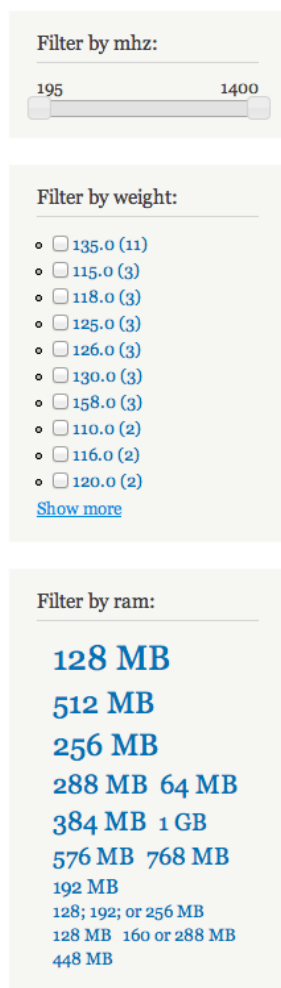 Filter by mhz:
195 1400
Filter by weight:
135.0 (11)
115.0 (3)
118.0 (3)
125.0 (3)
126.0 (3)
130.0 (3)
158.0 (3)
110.0 (2)
116.0 (2)
120.0 (2)
Show more
Filter by ram:
128 MB
512 MB
256 MB
288 MB 64 MB
384 MB 1 GB
576 MB 768 MB
192 MB
128; 192; or 256 MB
128 MB 160 or 288 MB
448 MB